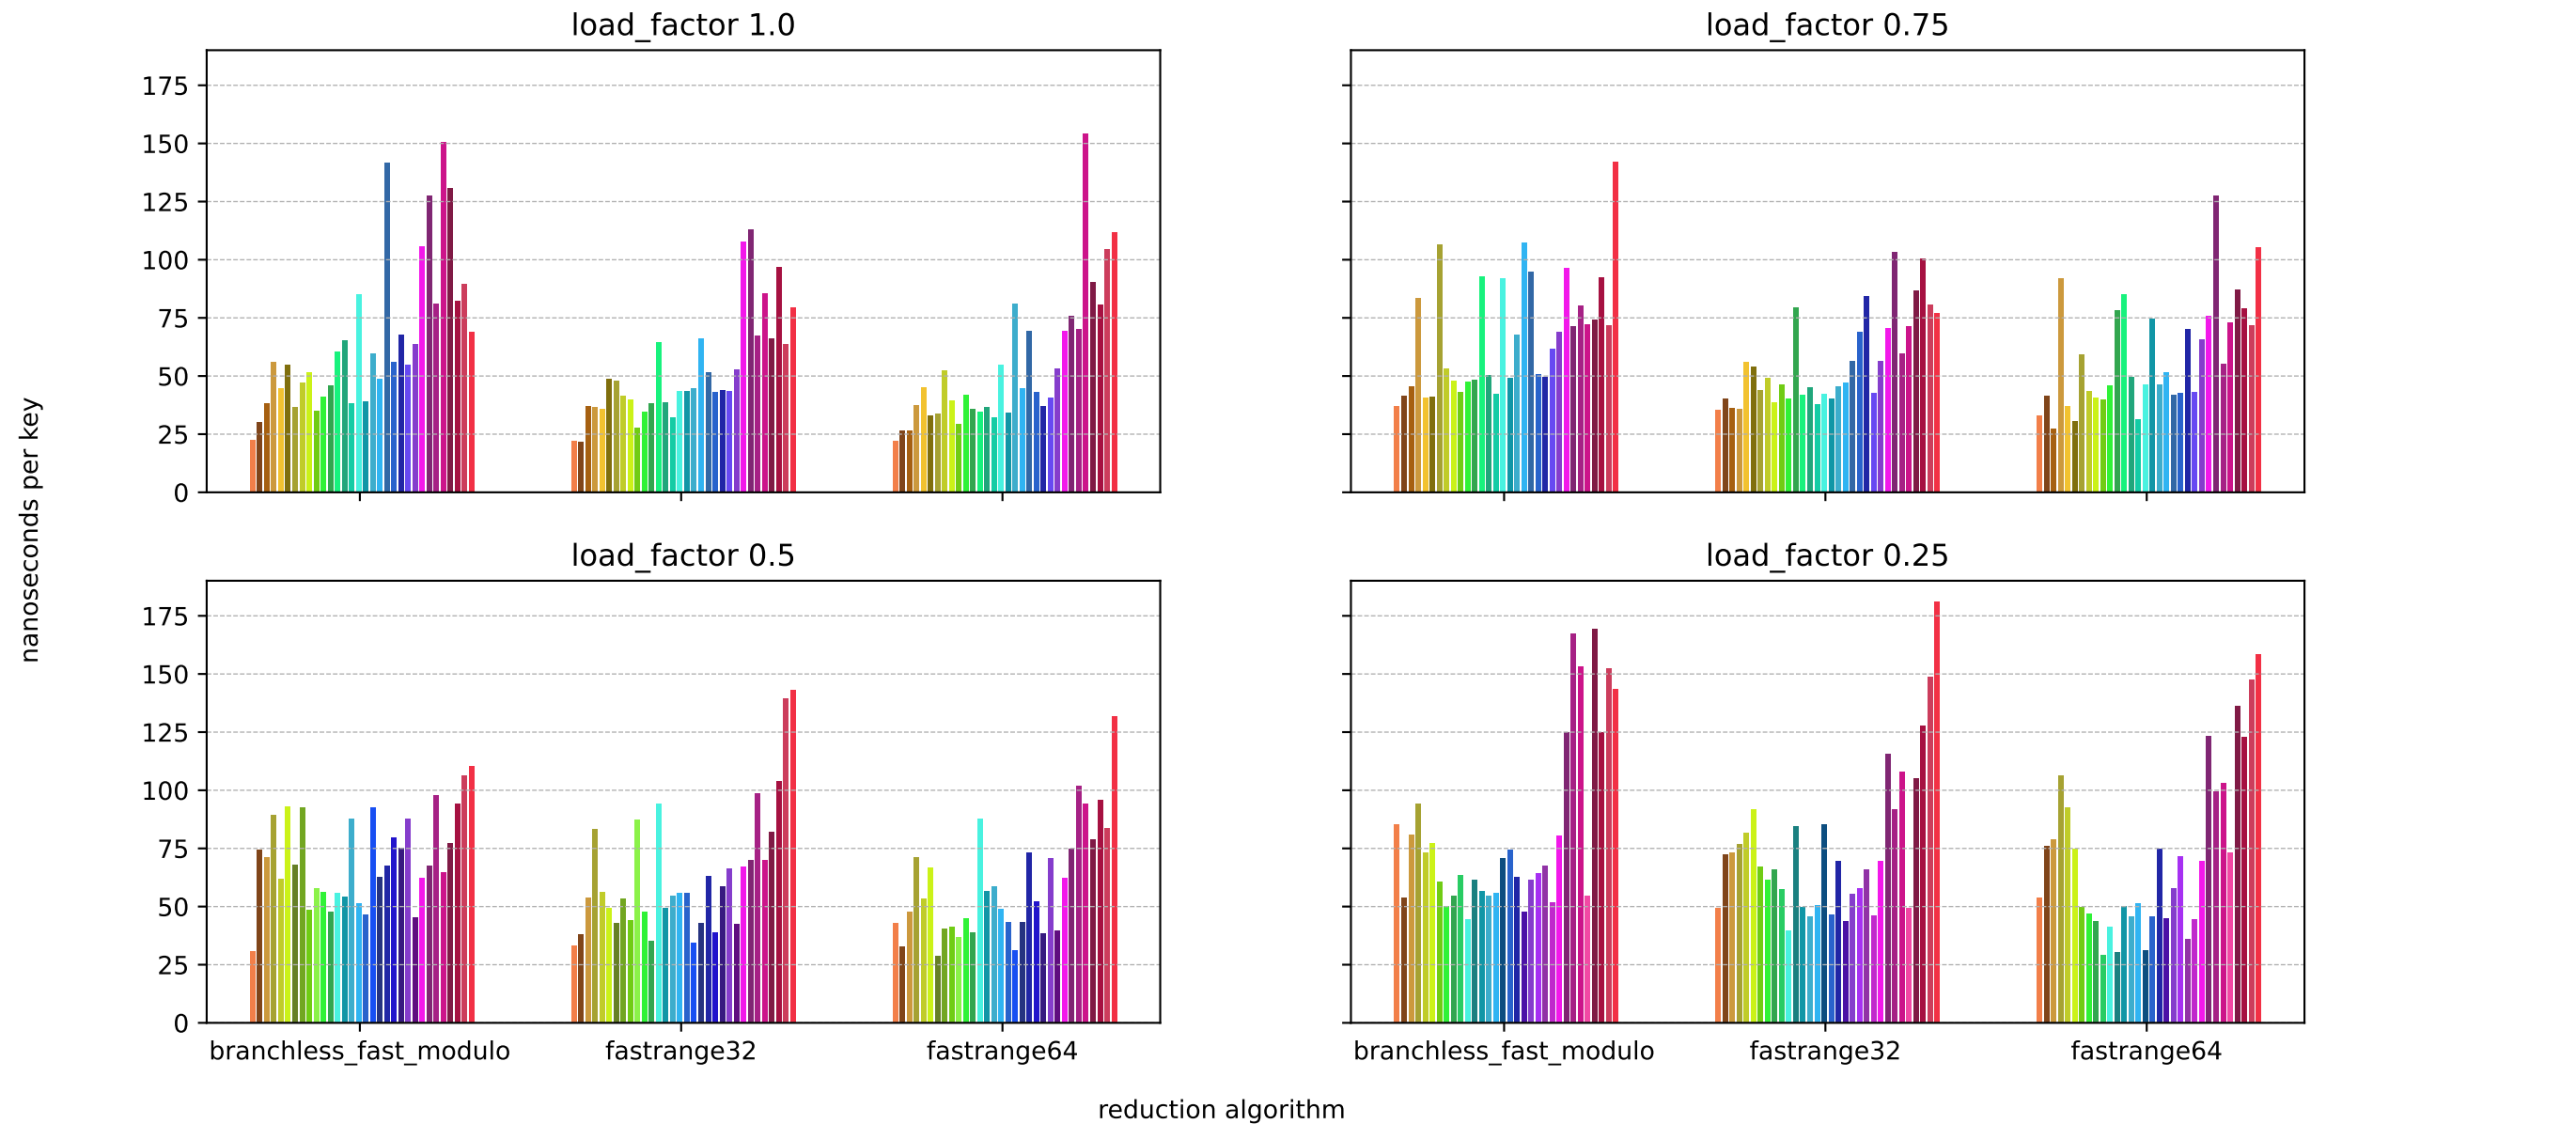 load_factor 1.0
load_factor 0.75
175
150
125
100
75
50
25
0
nanoseconds per key
load_factor 0.5
load_factor 0.25
175
150
125
100
75
50
25
0
branchless_fast_modulo fastrange32 fastrange64
branchless_fast_modulo fastrange32 fastrange64
reduction algorithm